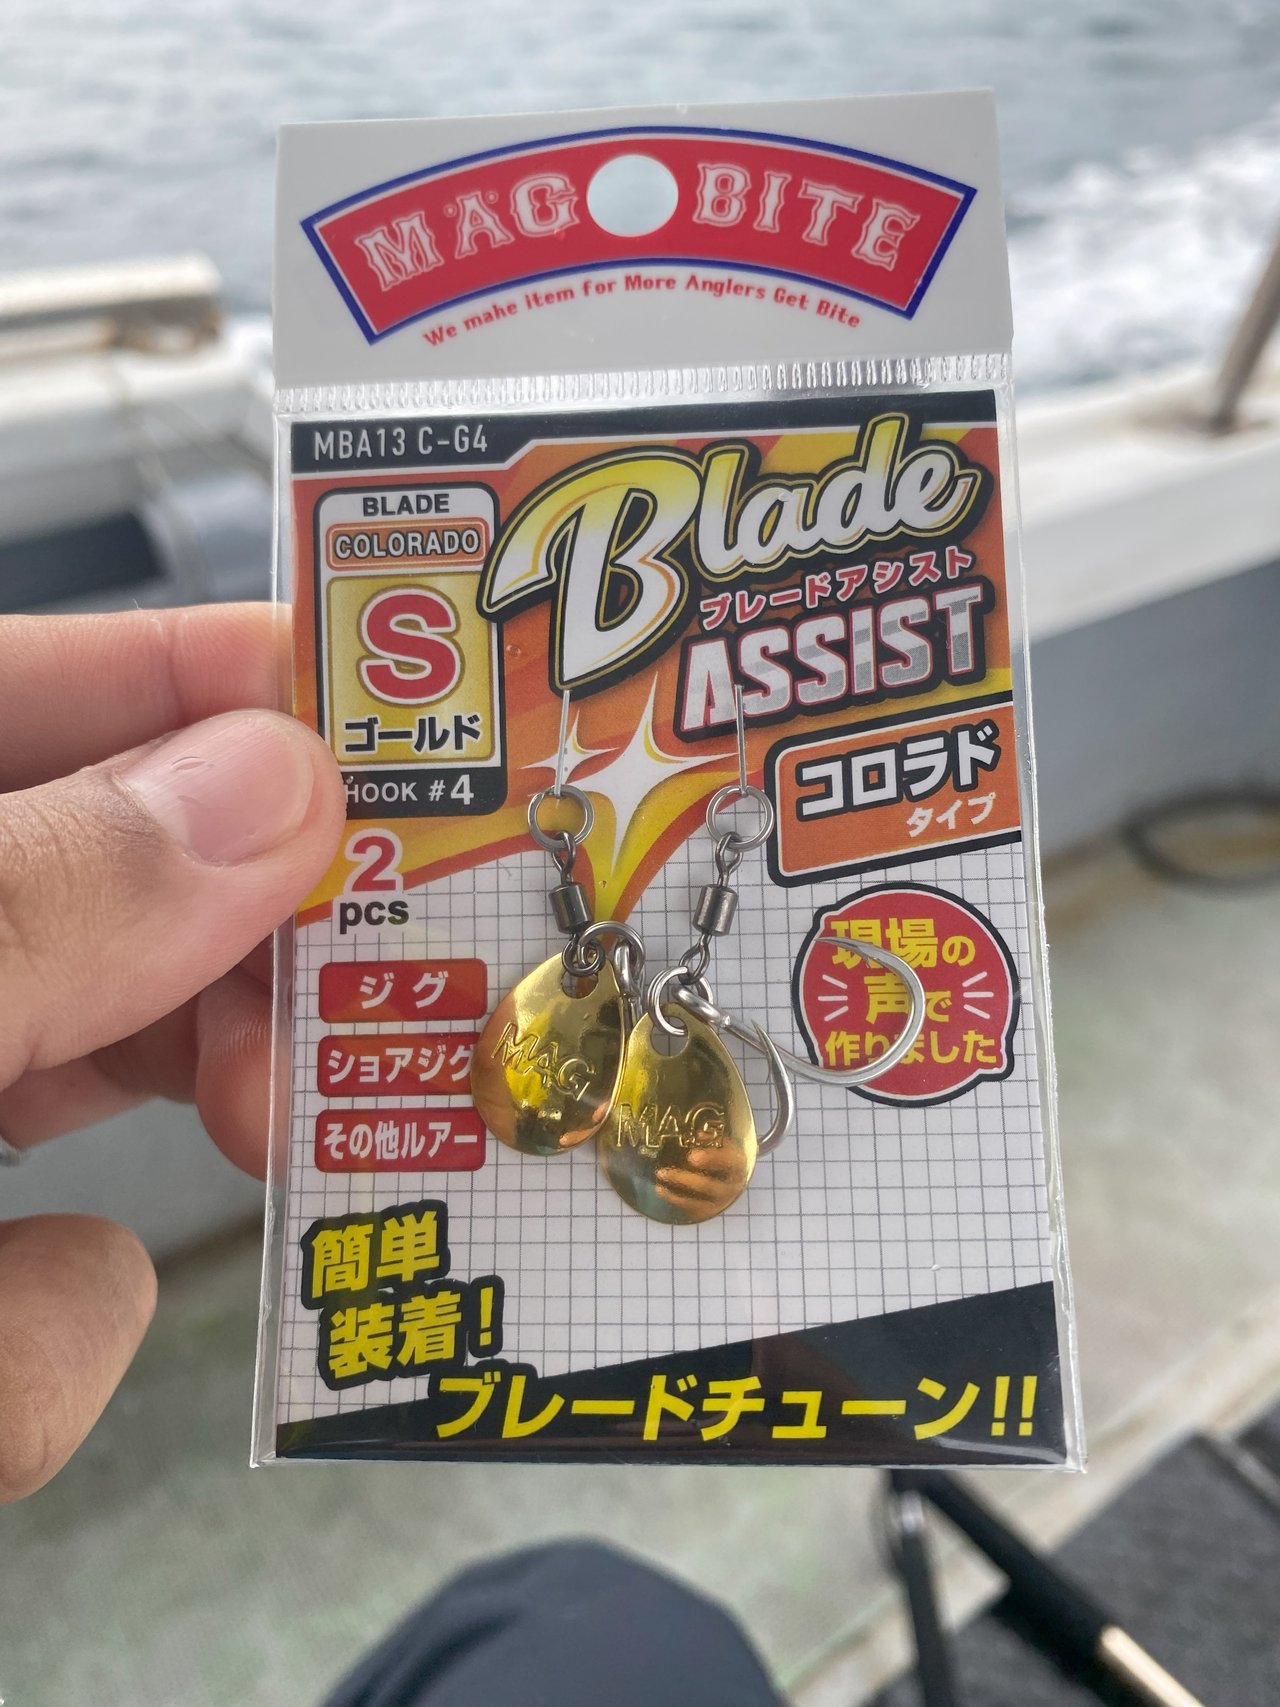 MAG BITE
We make item for More Anglers Get Bite
MBA13 C-G4
BLADE
COLORADO
S
ゴールド
HOOK #4
2
pcs
Blade
ブレードアシスト
ASSIST
コロラド
タイプ
現場の
声で
作りました
ジグ
ショアジグ
その他ルアー
MAG
MAG
簡単
装着!
ブレードチューン!!